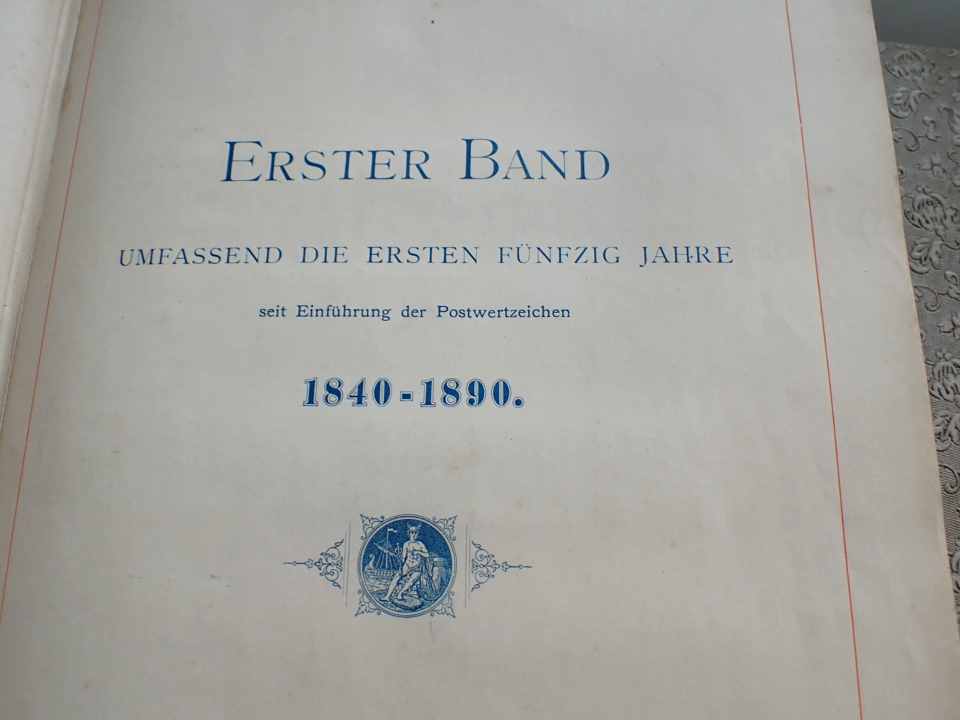 ERSTER BAND
UMFASSEND DIE ERSTEN FÜNFZIG JAHRE
seit Einführung der Postwertzeichen
1840-1890.